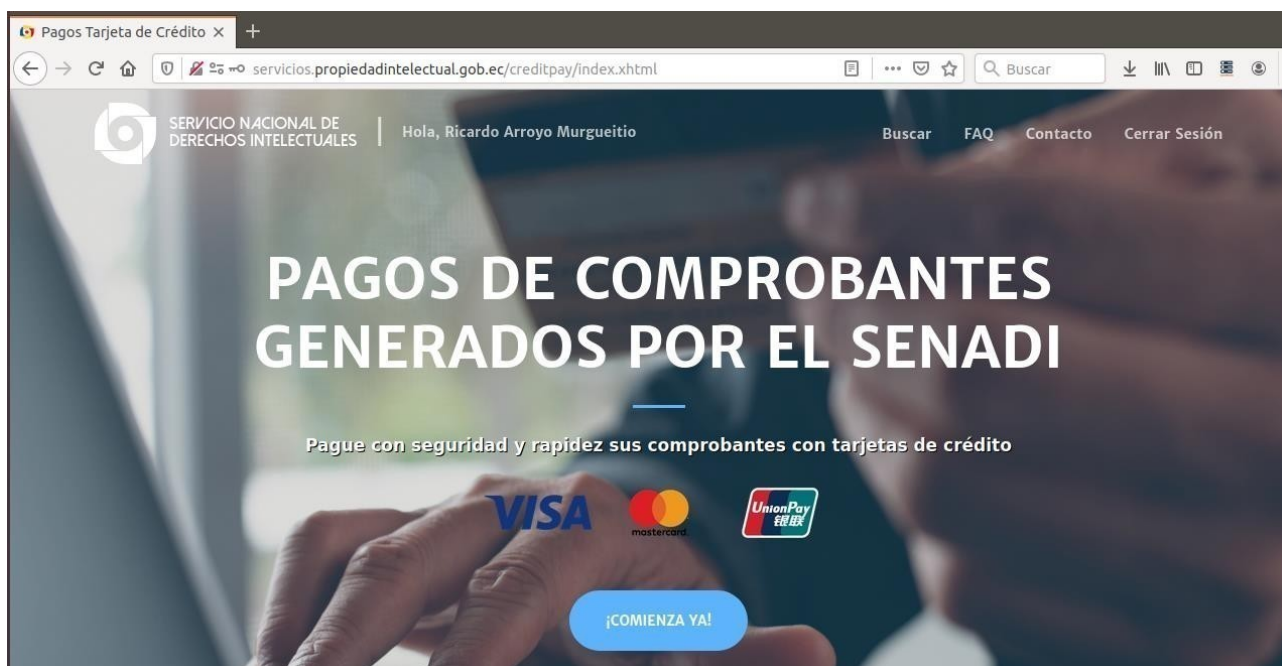 Pagos Tarjeta de Crédito
servicios.propiedadintelectual.gob.ec/creditpay/index.xhtml
Buscar
SERVICIO NACIONAL DE
DERECHOS INTELECTUALES
Hola, Ricardo Arroyo Murgueitio
Buscar FAQ Contacto Cerrar Sesión
PAGOS DE COMPROBANTES
GENERADOS POR EL SENADI
Pague con seguridad y rapidez sus comprobantes con tarjetas de crédito
VISA
mastercard.
UnionPay
银联
¡COMIENZA YA!